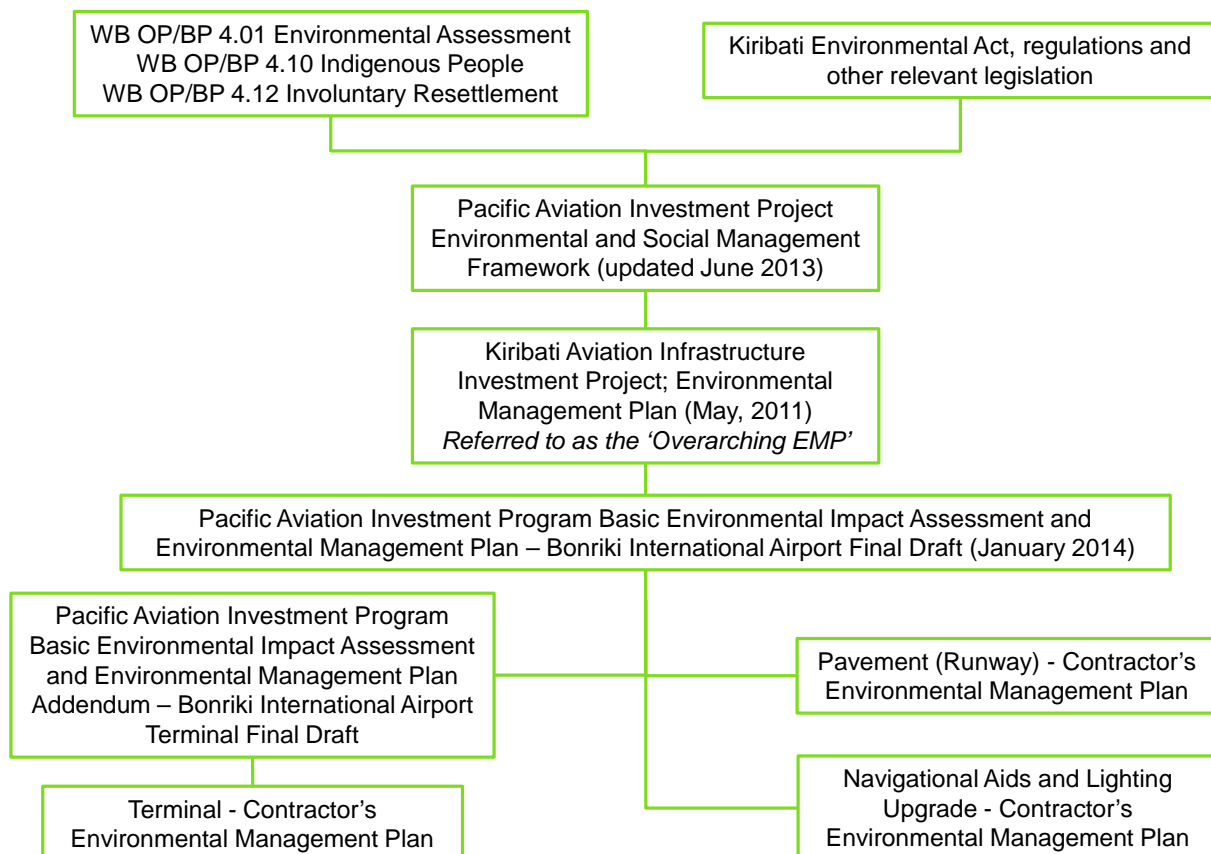 WB OP/BP 4.01 Environmental Assessment
WB OP/BP 4.10 Indigenous People
WB OP/BP 4.12 Involuntary Resettlement
Kiribati Environmental Act, regulations and
other relevant legislation
Pacific Aviation Investment Project
Environmental and Social Management
Framework (updated June 2013)
Kiribati Aviation Infrastructure
Investment Project; Environmental
Management Plan (May, 2011)
Referred to as the ‘Overarching EMP’
Pacific Aviation Investment Program Basic Environmental Impact Assessment and
Environmental Management Plan – Bonriki International Airport Final Draft (January 2014)
Pacific Aviation Investment Program
Basic Environmental Impact Assessment
and Environmental Management Plan
Addendum – Bonriki International Airport
Terminal Final Draft
Pavement (Runway) - Contractor’s
Environmental Management Plan
Terminal - Contractor’s
Environmental Management Plan
Navigational Aids and Lighting
Upgrade - Contractor’s
Environmental Management Plan